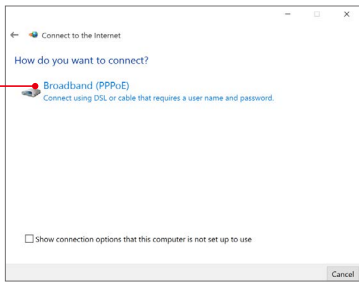 Connect to the Internet
How do you want to connect?
Broadband (PPPoE)
Connect using DSL or cable that requires a user name and password.
Show connection options that this computer is not set up to use
Cancel